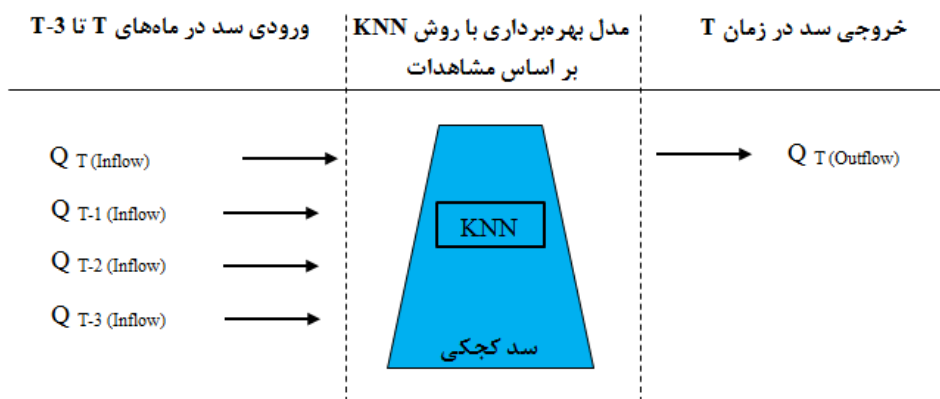 خروجی سد در زمان T
مدل بهره‌برداری با روش KNN
بر اساس مشاهدات
ورودی سد در ماه‌های T تا T-3
Q T (Outflow)
KNN
سد کجکی
Q T (Inflow)
Q T-1 (Inflow)
Q T-2 (Inflow)
Q T-3 (Inflow)